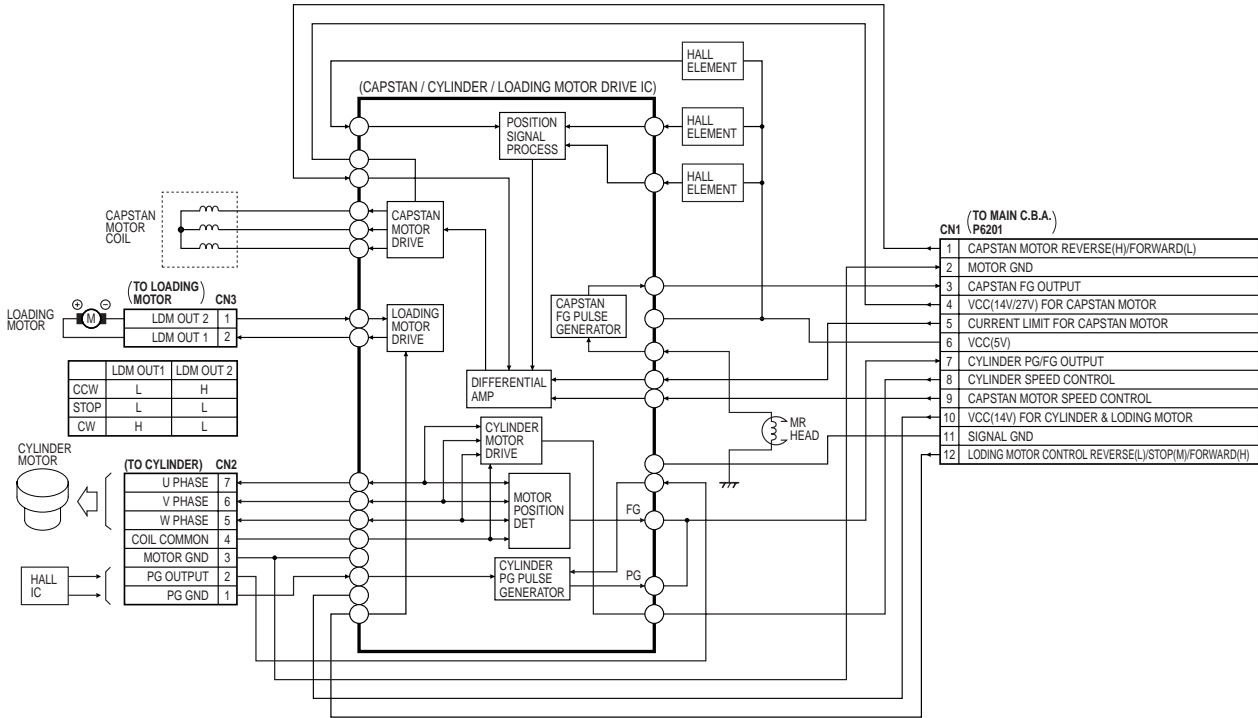 HALL
ELEMENT
(CAPSTAN / CYLINDER / LOADING MOTOR DRIVE IC)
POSITION
SIGNAL
PROCESS
HALL
ELEMENT
HALL
ELEMENT
CAPSTAN
MOTOR
COIL
CAPSTAN
MOTOR
DRIVE
(TO LOADING
MOTOR)
CN3
LOADING
MOTOR
⊕ M ⊖
LDM OUT 2 1
LDM OUT 1 2
LOADING
MOTOR
DRIVE
CAPSTAN
FG PULSE
GENERATOR
LDM OUT1 LDM OUT 2
CCW L H
STOP L L
CW H L
DIFFERENTIAL
AMP
CYLINDER
MOTOR
DRIVE
MR
HEAD
CYLINDER
MOTOR
(TO CYLINDER) CN2
U PHASE 7
V PHASE 6
W PHASE 5
COIL COMMON 4
MOTOR GND 3
PG OUTPUT 2
PG GND 1
HALL
IC
MOTOR
POSITION
DET
FG
CYLINDER
PG PULSE
GENERATOR
PG
CN1 (TO MAIN C.B.A.
P6201)
1 CAPSTAN MOTOR REVERSE(H)/FORWARD(L)
2 MOTOR GND
3 CAPSTAN FG OUTPUT
4 VCC(14V/27V) FOR CAPSTAN MOTOR
5 CURRENT LIMIT FOR CAPSTAN MOTOR
6 VCC(5V)
7 CYLINDER PG/FG OUTPUT
8 CYLINDER SPEED CONTROL
9 CAPSTAN MOTOR SPEED CONTROL
10 VCC(14V) FOR CYLINDER & LODING MOTOR
11 SIGNAL GND
12 LODING MOTOR CONTROL REVERSE(L)/STOP(M)/FORWARD(H)